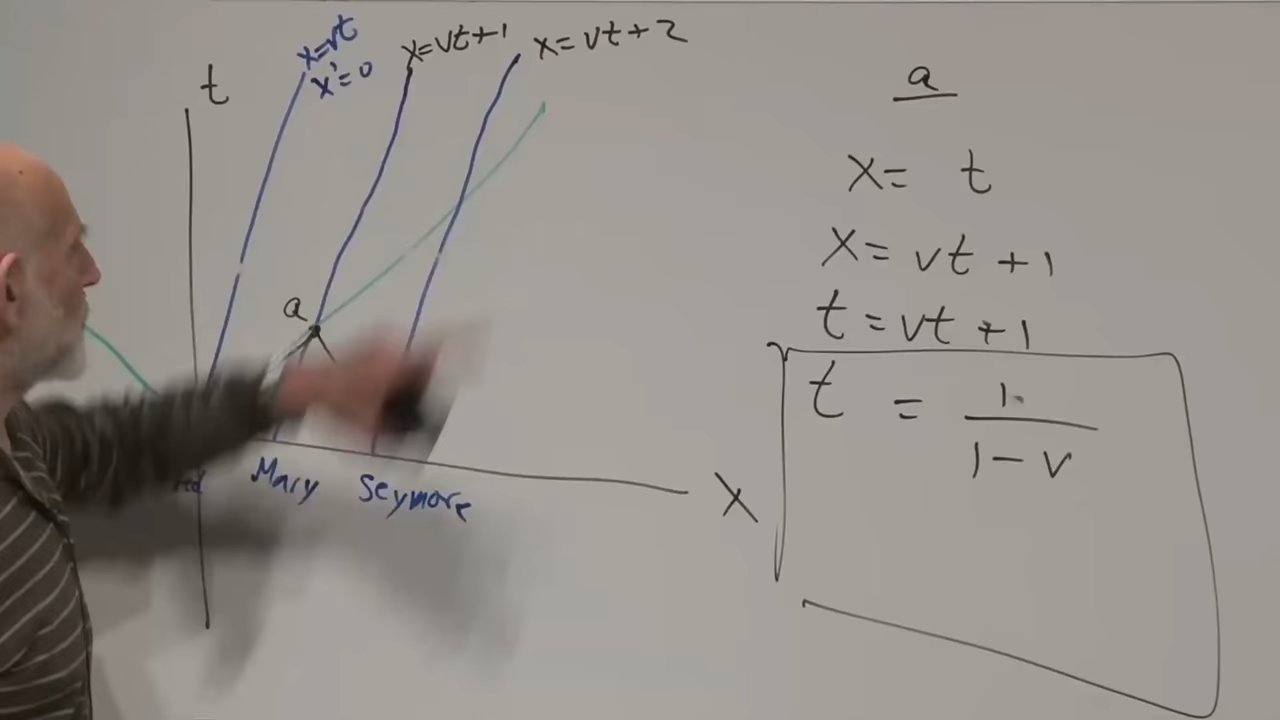 x=vt
x'=0
x=vt+1
x=vt+2
t
a
Mary
Seymore
x
a
x= t
x=vt+1
t=vt+1
t = 1/(1-v)